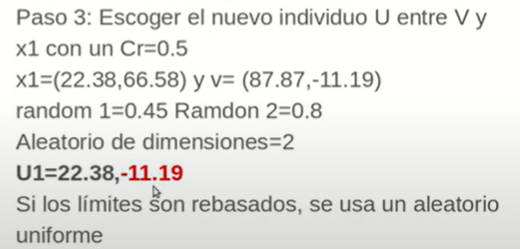 Paso 3: Escoger el nuevo individuo U entre V y
x1 con un Cr=0.5
x1=(22.38,66.58) y v= (87.87,-11.19)
random 1=0.45 Ramdon 2=0.8
Aleatorio de dimensiones=2
U1=22.38,-11.19
Si los límites son rebasados, se usa un aleatorio
uniforme